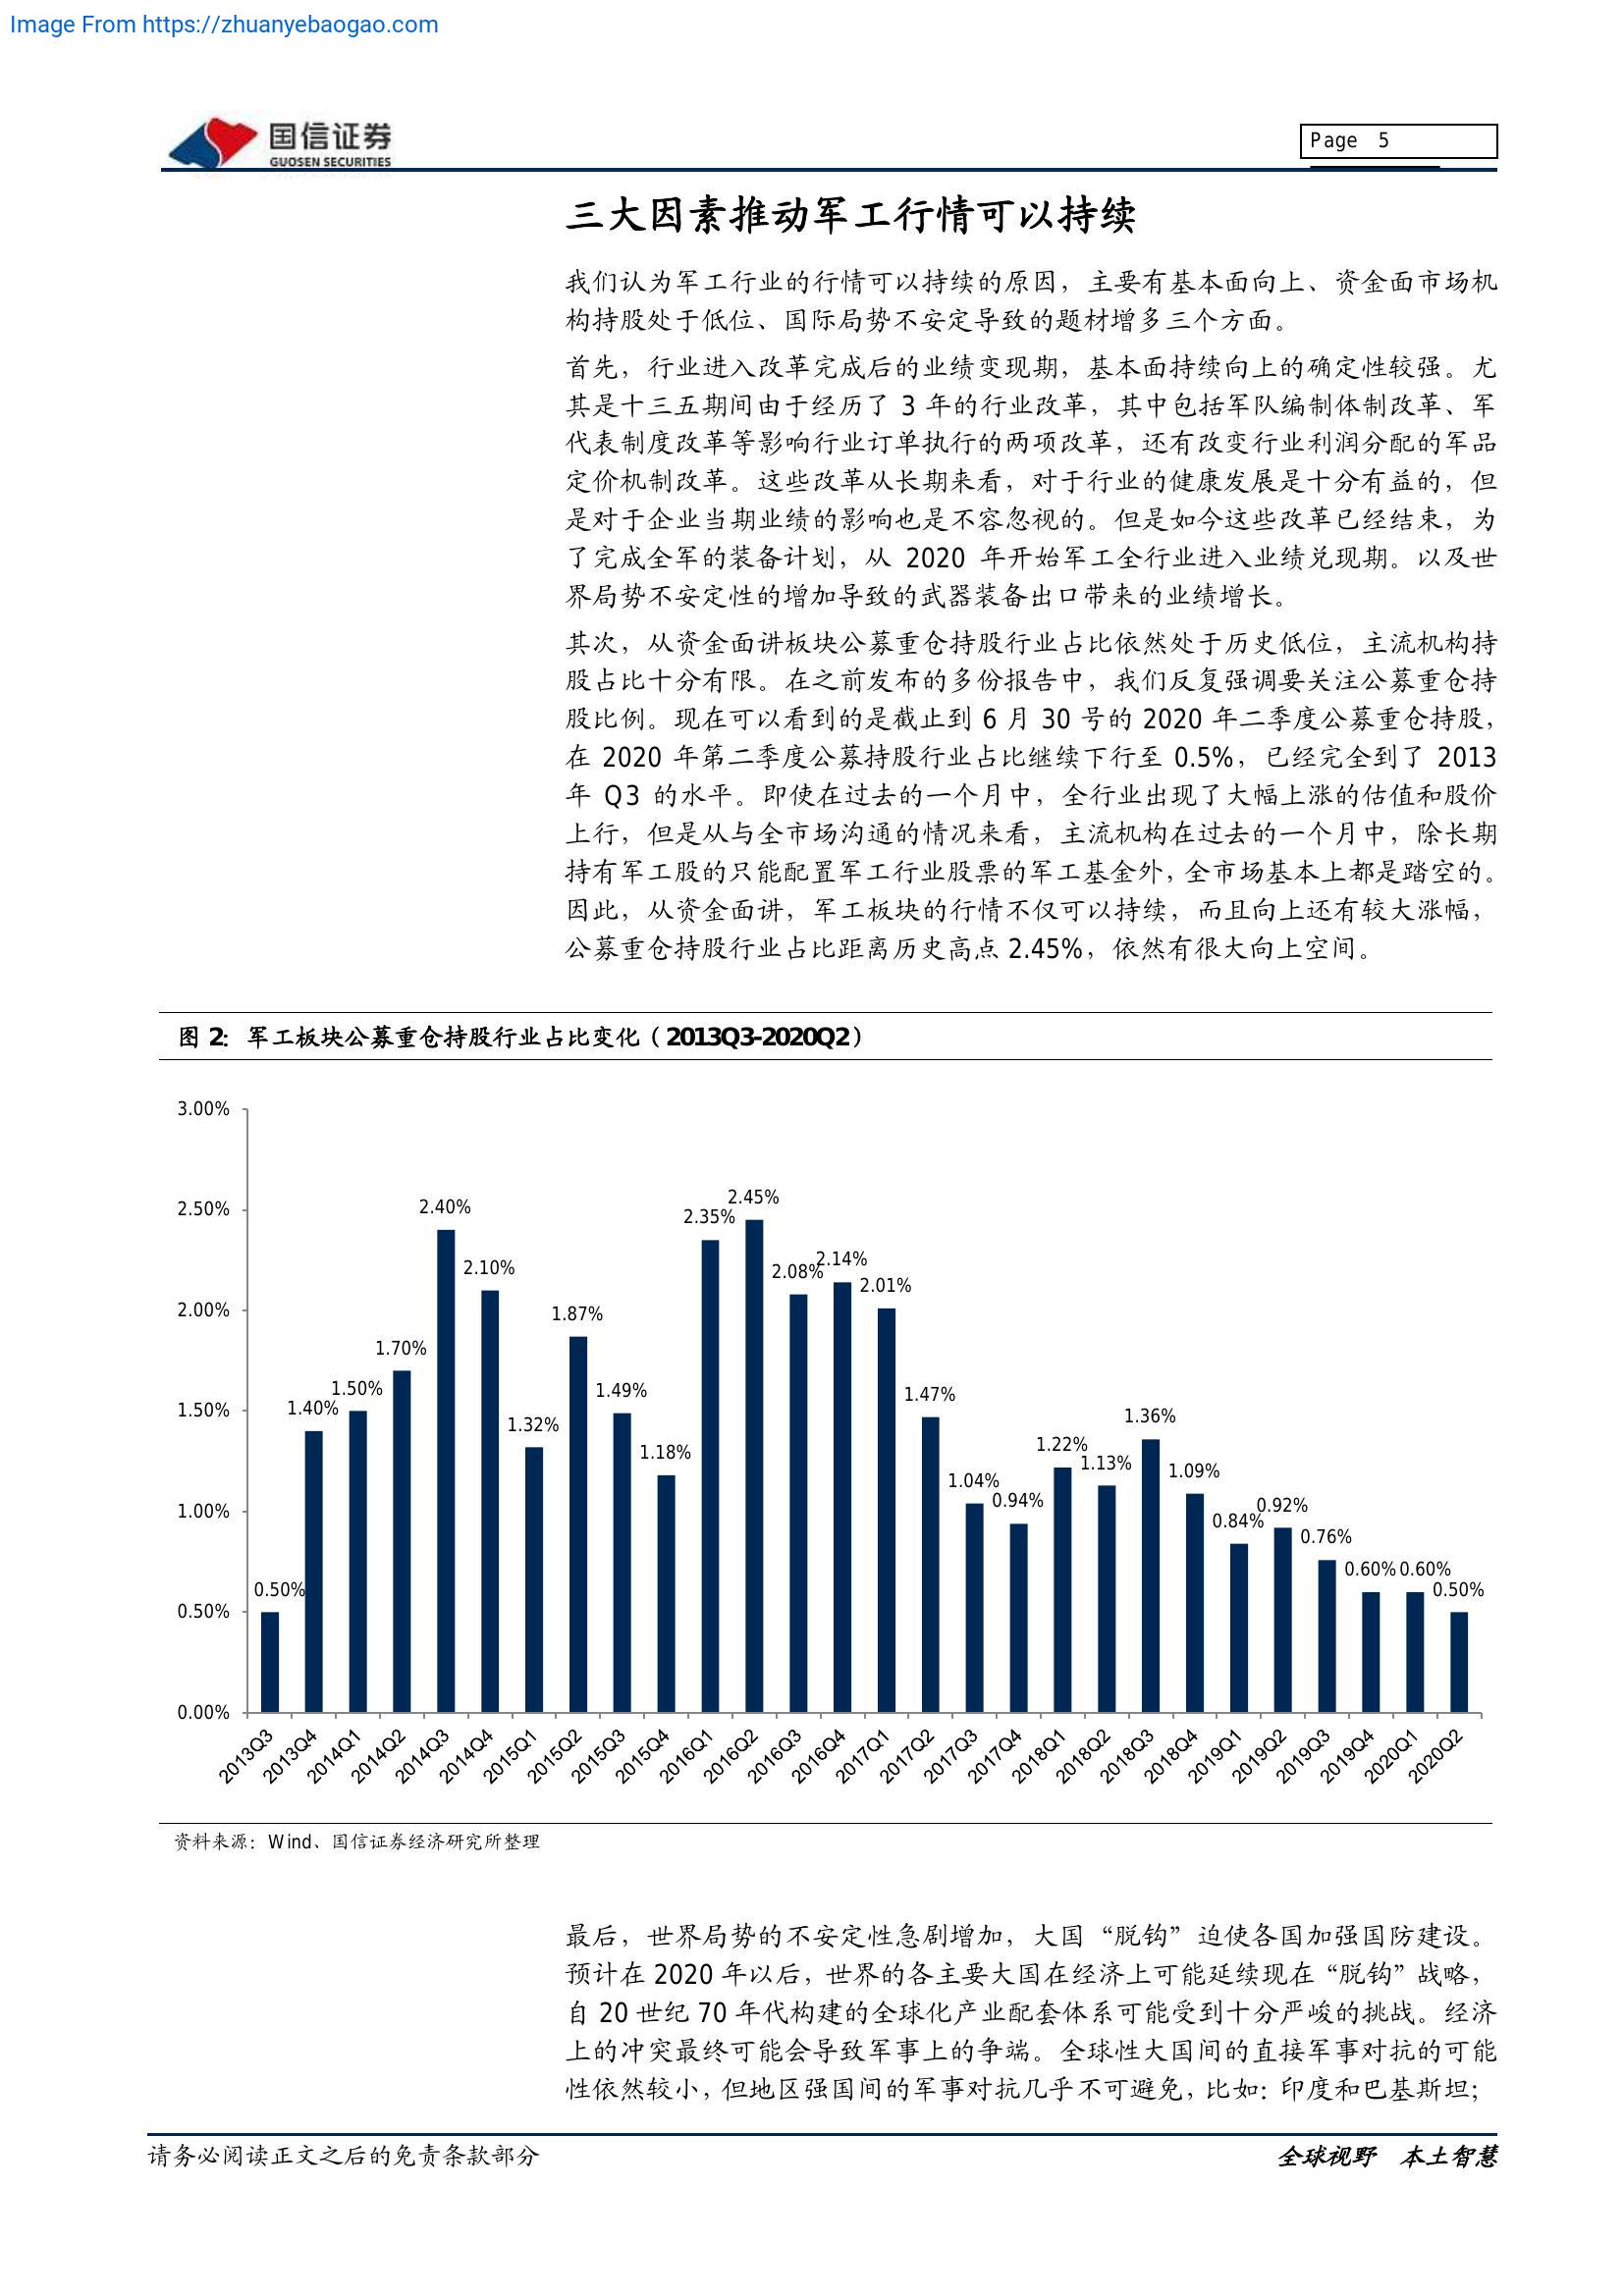 Image From https://zhuanyebaogao.com
国信证券
GUOSEN SECURITIES
Page 5
三大因素推动军工行情可以持续
我们认为军工行业的行情可以持续的原因，主要有基本面向上、资金面市场机
构持股处于低位、国际局势不安定导致的题材增多三个方面。
首先，行业进入改革完成后的业绩变现期，基本面持续向上的确定性较强。尤
其是十三五期间由于经历了 3 年的行业改革，其中包括军队编制体制改革、军
代表制度改革等影响行业订单执行的两项改革，还有改变行业利润分配的军品
定价机制改革。这些改革从长期来看，对于行业的健康发展是十分有益的，但
是对于企业当期业绩的影响也是不容忽视的。但是如今这些改革已经结束，为
了完成全军的装备计划，从 2020 年开始军工全行业进入业绩兑现期。以及世
界局势不安定性的增加导致的武器装备出口带来的业绩增长。
其次，从资金面讲板块公募重仓持股行业占比依然处于历史低位，主流机构持
股占比十分有限。在之前发布的多份报告中，我们反复强调要关注公募重仓持
股比例。现在可以看到的是截止到 6 月 30 号的 2020 年二季度公募重仓持股，
在 2020 年第二季度公募持股行业占比继续下行至 0.5%，已经完全到了 2013
年 Q3 的水平。即使在过去的一个月中，全行业出现了大幅上涨的估值和股价
上行，但是从与全市场沟通的情况来看，主流机构在过去的一个月中，除长期
持有军工股的只能配置军工行业股票的军工基金外，全市场基本上都是踏空的。
因此，从资金面讲，军工板块的行情不仅可以持续，而且向上还有较大涨幅，
公募重仓持股行业占比距离历史高点 2.45%，依然有很大向上空间。
图 2：军工板块公募重仓持股行业占比变化（2013Q3-2020Q2）
3.00%
2.50%
2.00%
1.50%
1.00%
0.50%
0.00%
0.50%
1.40%
1.50%
1.70%
2.40%
2.10%
1.32%
1.87%
1.49%
1.18%
2.35%
2.45%
2.08%
2.14%
2.01%
1.47%
1.04%
0.94%
1.22%
1.13%
1.36%
1.09%
0.84%
0.92%
0.76%
0.60%
0.60%
0.50%
2013Q3
2013Q4
2014Q1
2014Q2
2014Q3
2014Q4
2015Q1
2015Q2
2015Q3
2015Q4
2016Q1
2016Q2
2016Q3
2016Q4
2017Q1
2017Q2
2017Q3
2017Q4
2018Q1
2018Q2
2018Q3
2018Q4
2019Q1
2019Q2
2019Q3
2019Q4
2020Q1
2020Q2
资料来源：Wind、国信证券经济研究所整理
最后，世界局势的不安定性急剧增加，大国“脱钩”迫使各国加强国防建设。
预计在 2020 年以后，世界的各主要大国在经济上可能延续现在“脱钩”战略，
自 20 世纪 70 年代构建的全球化产业配套体系可能受到十分严峻的挑战。经济
上的冲突最终可能会导致军事上的争端。全球性大国间的直接军事对抗的可能
性依然较小，但地区强国间的军事对抗几乎不可避免，比如：印度和巴基斯坦；
请务必阅读正文之后的免责条款部分
全球视野 本土智慧